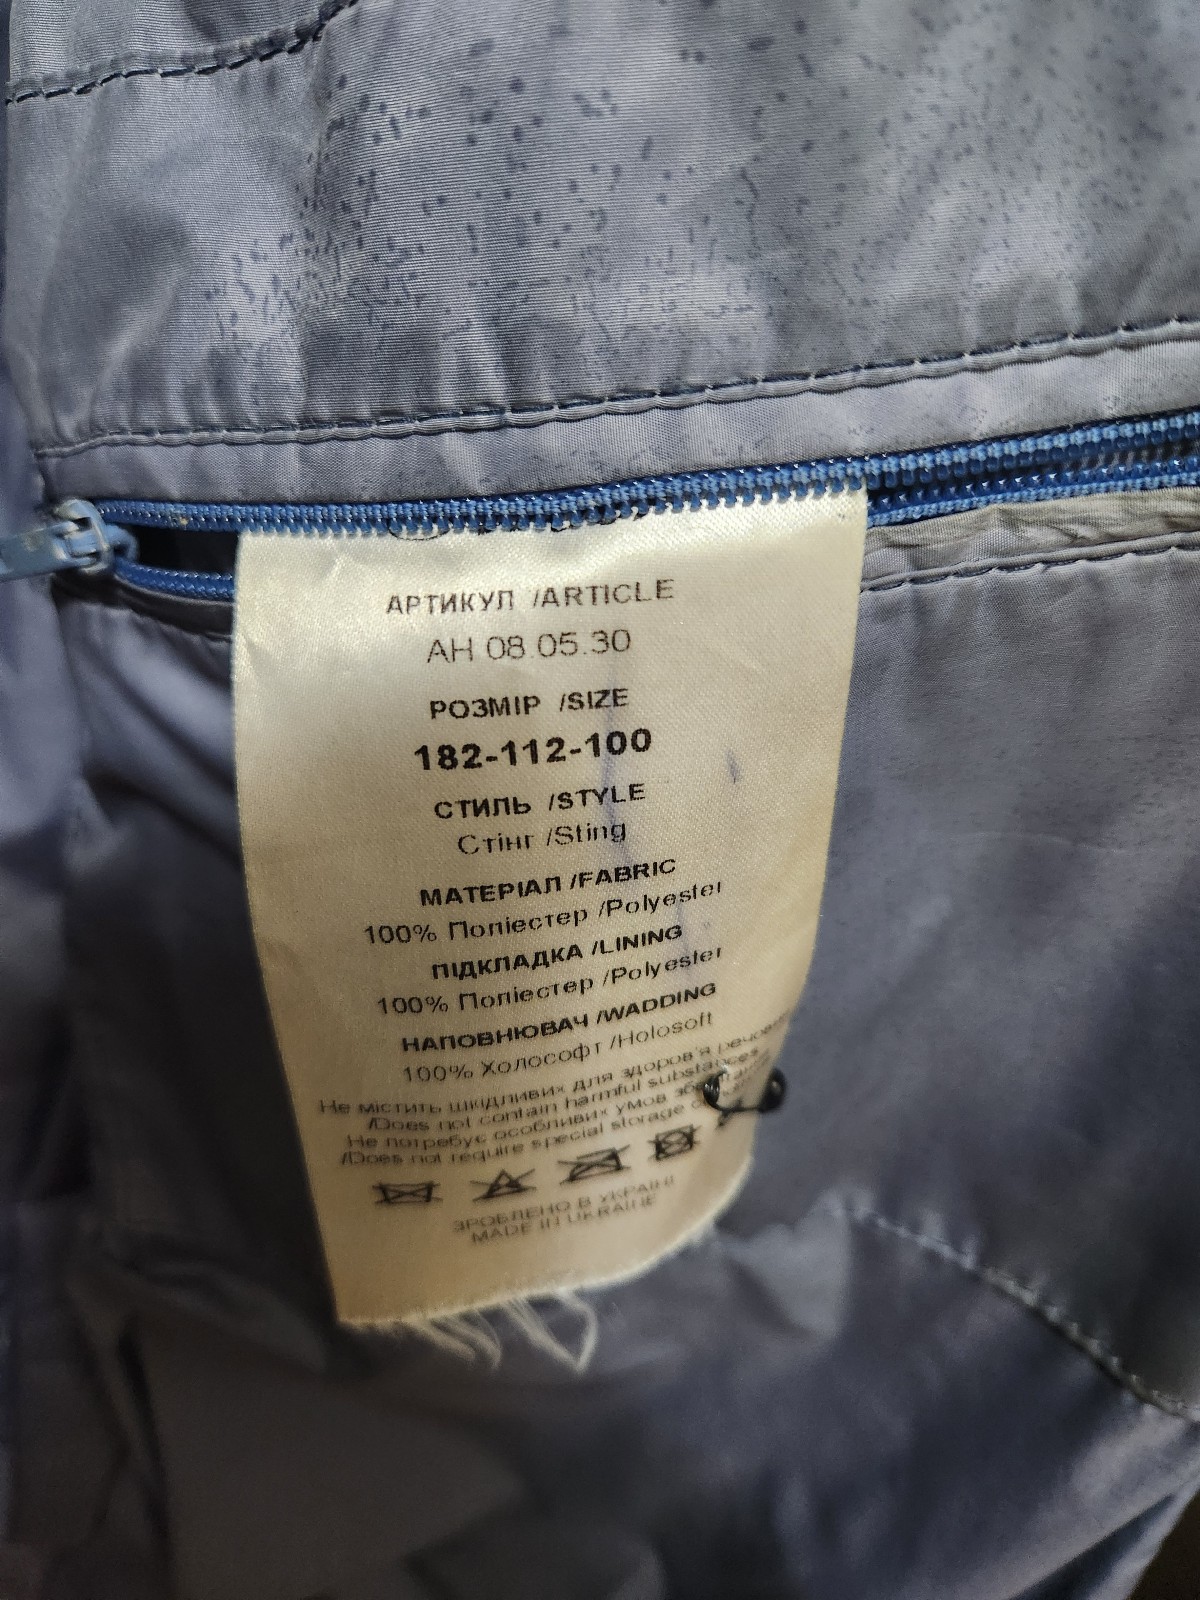 АРТИКУЛ /ARTICLE
АН 08.05.30
РОЗМІР /SIZE
182-112-100
СТИЛЬ /STYLE
Стінг /Sting
МАТЕРІАЛ /FABRIC
100% Поліестер /Polyester
ПІДКЛАДКА /LINING
100% Поліестер /Polyester
НАПОВНЮВАЧ /WADDING
100% Холософт /Holosoft
Не містить шкідливих для здоров'я
/Does not contain harmful substances
Не потребує особливих умов
/Does not require special storage
ЗРОБЛЕНО В УКРАЇНІ
MADE IN UKRAINE